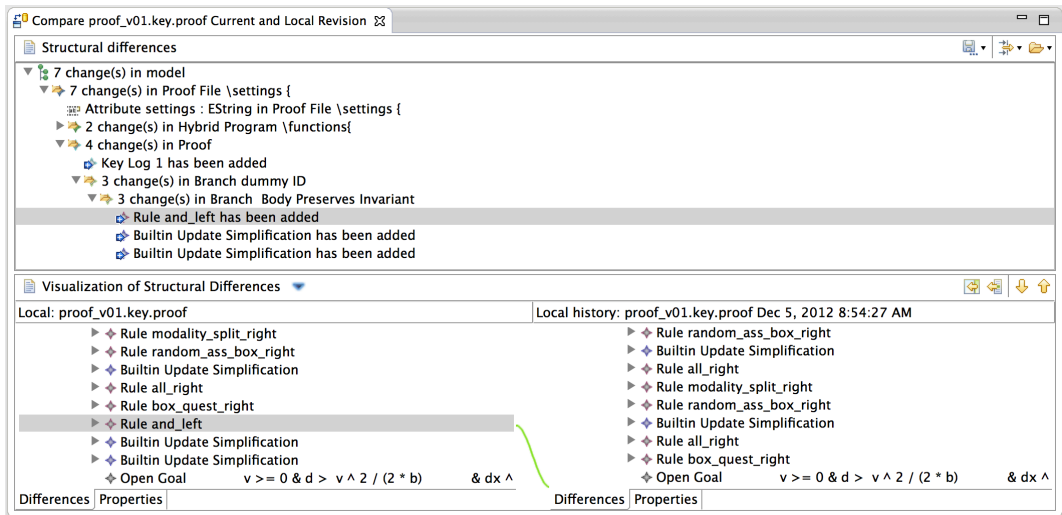 Compare proof_v01.key.proof Current and Local Revision
Structural differences
7 change(s) in model
7 change(s) in Proof File \settings {
Attribute settings : EString in Proof File \settings {
2 change(s) in Hybrid Program \functions{
4 change(s) in Proof
Key Log 1 has been added
3 change(s) in Branch dummy ID
3 change(s) in Branch Body Preserves Invariant
Rule and_left has been added
Builtin Update Simplification has been added
Builtin Update Simplification has been added
Visualization of Structural Differences
Local: proof_v01.key.proof
Rule modality_split_right
Rule random_ass_box_right
Builtin Update Simplification
Rule all_right
Rule box_quest_right
Rule and_left
Builtin Update Simplification
Builtin Update Simplification
Open Goal v >= 0 & d > v ^ 2 / (2 * b) & dx ^
Differences Properties
Local history: proof_v01.key.proof Dec 5, 2012 8:54:27 AM
Rule random_ass_box_right
Builtin Update Simplification
Rule all_right
Rule modality_split_right
Rule random_ass_box_right
Builtin Update Simplification
Rule all_right
Rule box_quest_right
Open Goal v >= 0 & d > v ^ 2 / (2 * b) & dx ^
Differences Properties